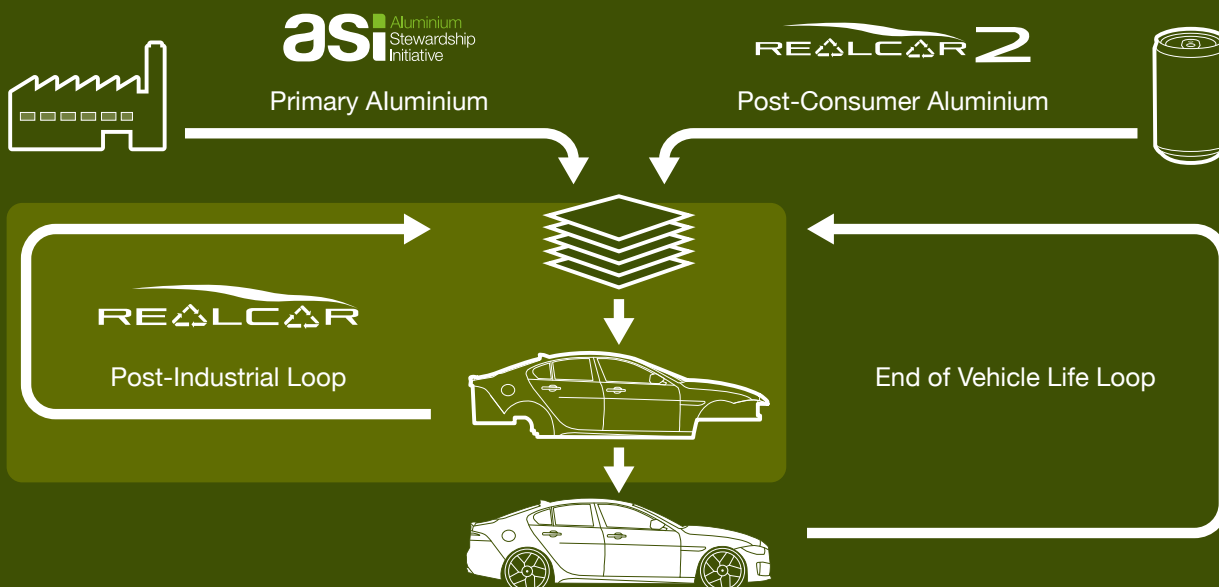 asi Aluminium
Stewardship
Initiative
REALCAR 2
Primary Aluminium
Post-Consumer Aluminium
REALCAR
Post-Industrial Loop
End of Vehicle Life Loop